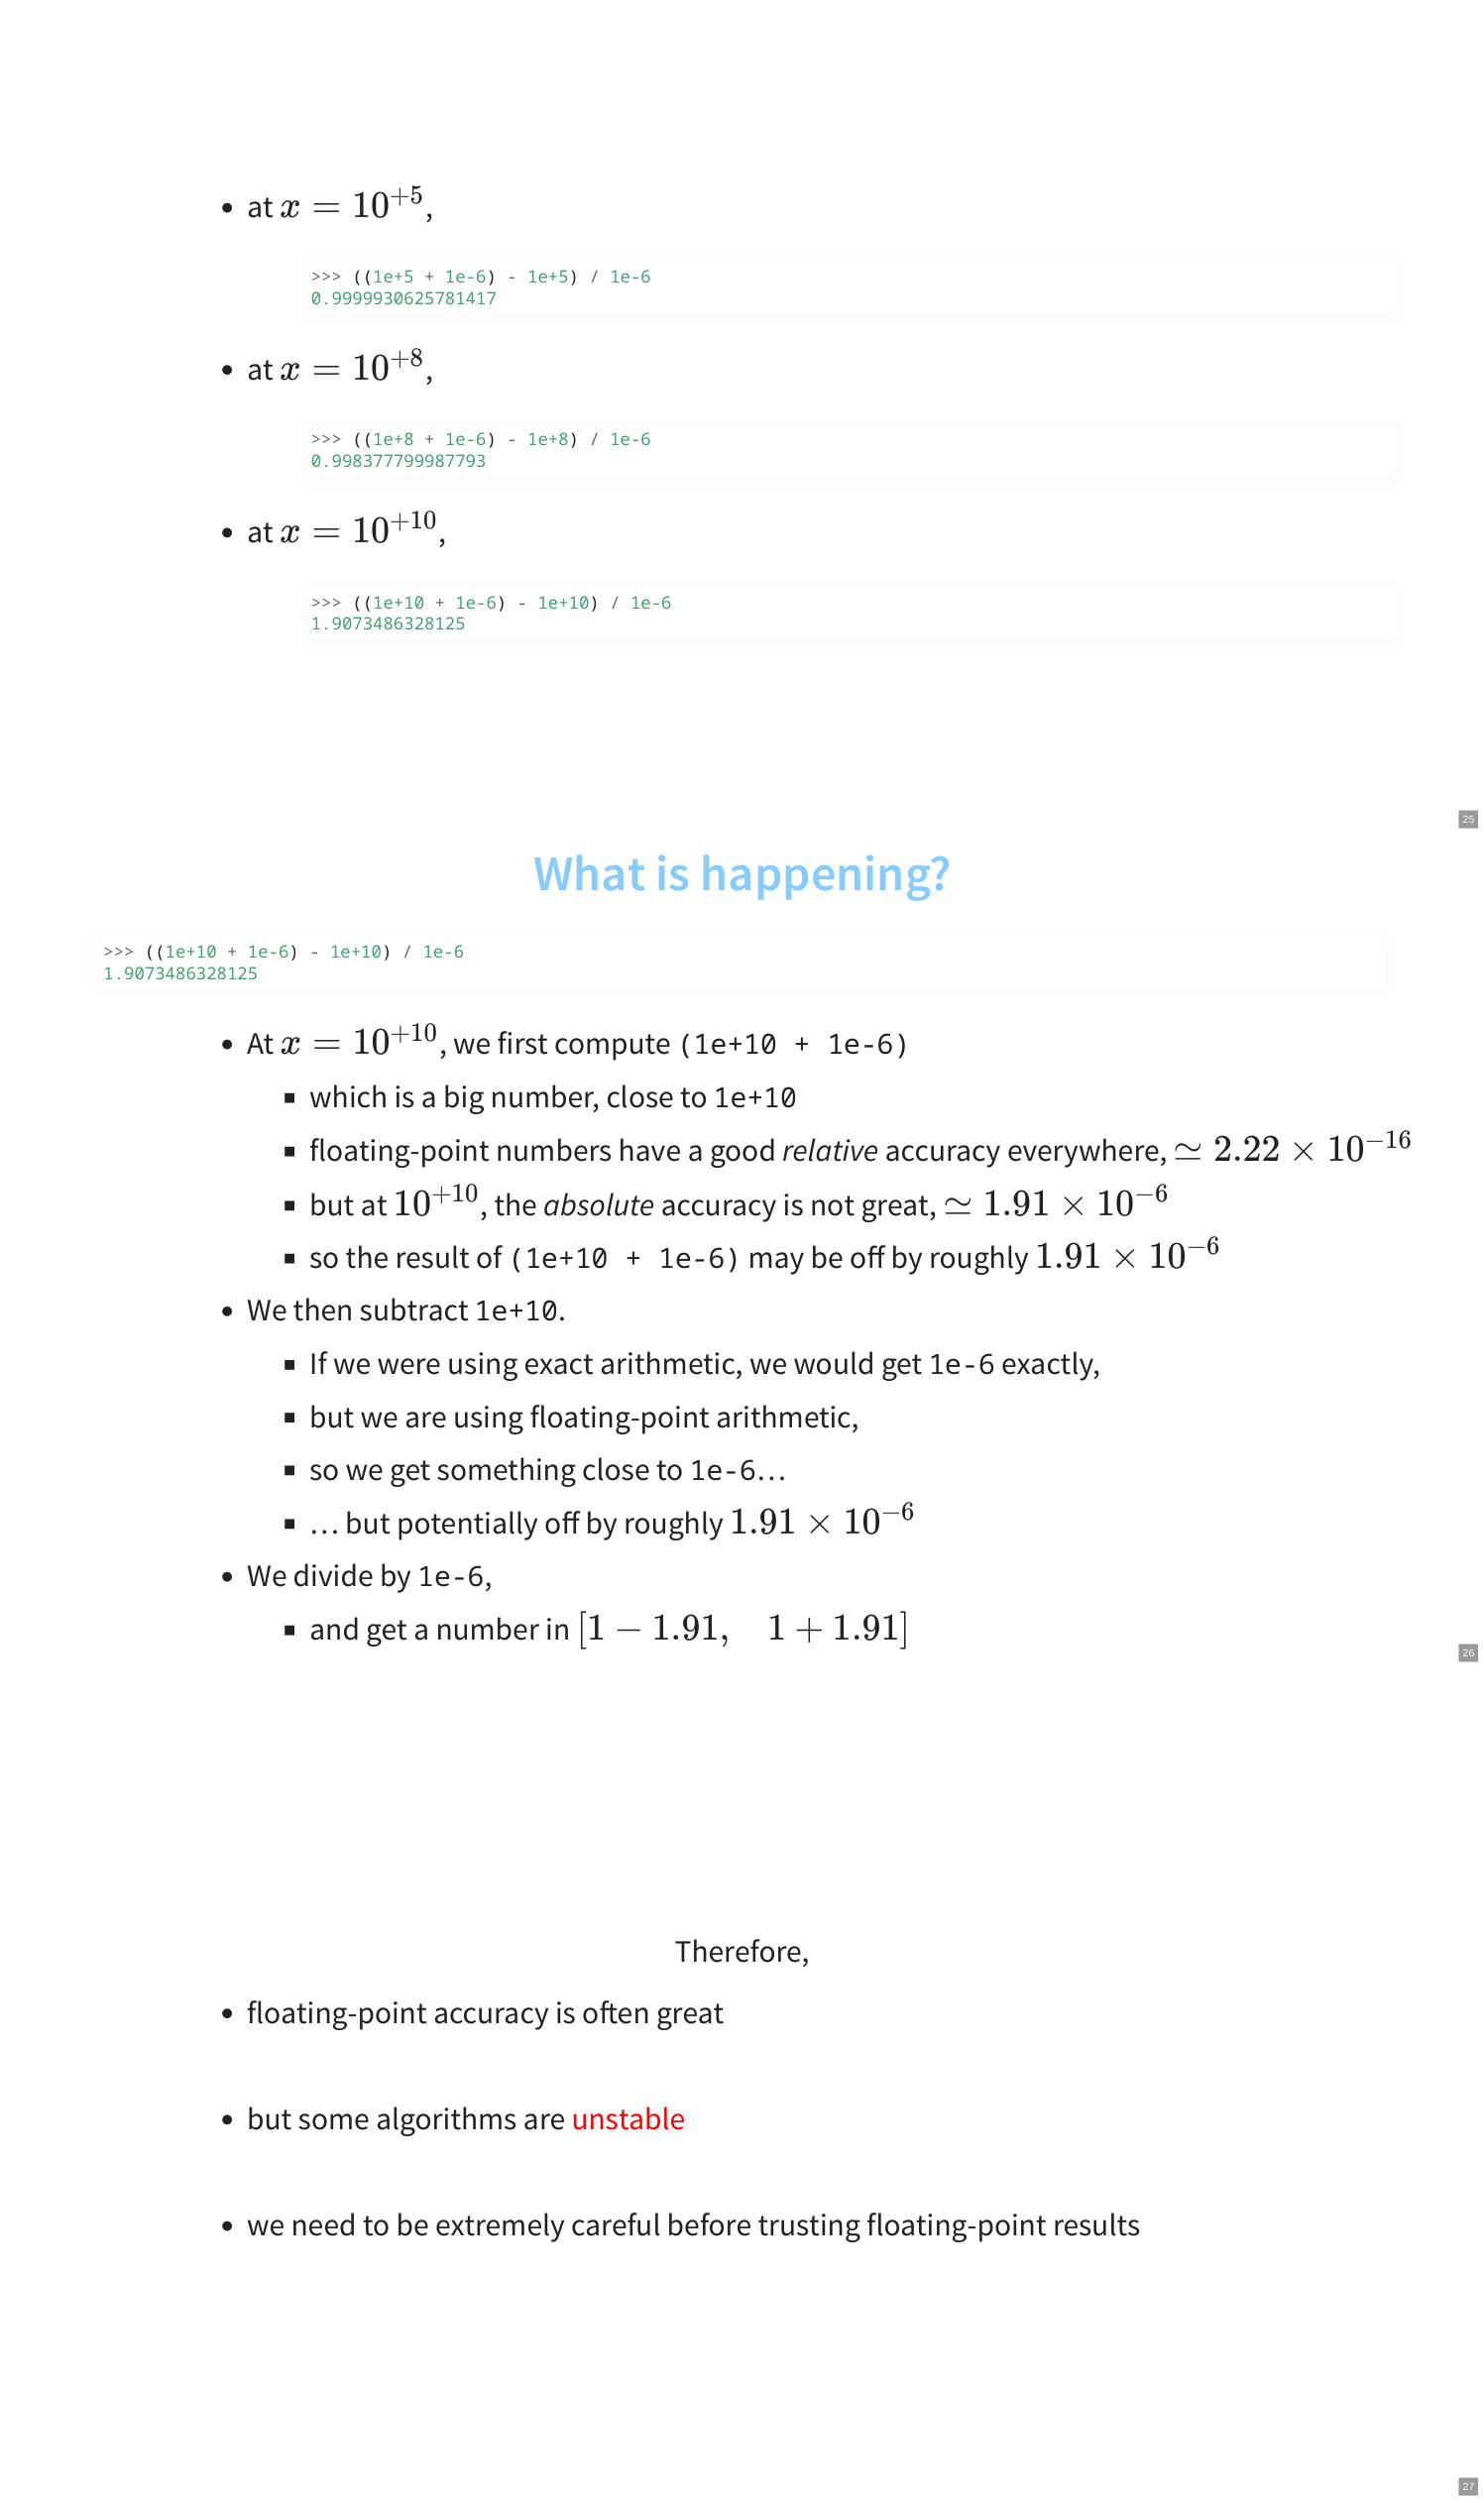 • at x = 10⁺⁵,
>>> ((1e+5 + 1e-6) - 1e+5) / 1e-6
0.9999930625781417
• at x = 10⁺⁸,
>>> ((1e+8 + 1e-6) - 1e+8) / 1e-6
0.998377799987793
• at x = 10⁺¹⁰,
>>> ((1e+10 + 1e-6) - 1e+10) / 1e-6
1.9073486328125
25
What is happening?
>>> ((1e+10 + 1e-6) - 1e+10) / 1e-6
1.9073486328125
• At x = 10⁺¹⁰, we first compute (1e+10 + 1e-6)
▪ which is a big number, close to 1e+10
▪ floating-point numbers have a good relative accuracy everywhere, ≃ 2.22 × 10⁻¹⁶
▪ but at 10⁺¹⁰, the absolute accuracy is not great, ≃ 1.91 × 10⁻⁶
▪ so the result of (1e+10 + 1e-6) may be off by roughly 1.91 × 10⁻⁶
• We then subtract 1e+10.
▪ If we were using exact arithmetic, we would get 1e-6 exactly,
▪ but we are using floating-point arithmetic,
▪ so we get something close to 1e-6…
▪ … but potentially off by roughly 1.91 × 10⁻⁶
• We divide by 1e-6,
▪ and get a number in [1 − 1.91, 1 + 1.91]
26
Therefore,
• floating-point accuracy is often great
• but some algorithms are unstable
• we need to be extremely careful before trusting floating-point results
27